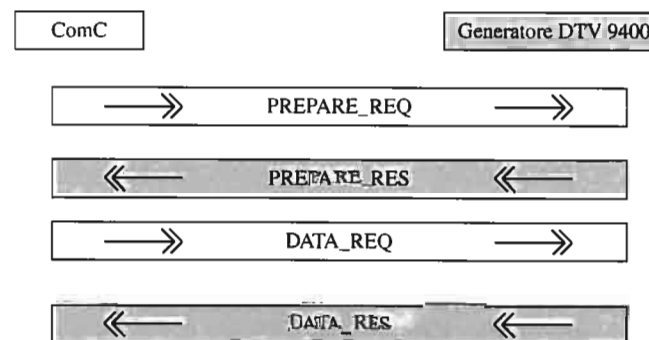 ComC Generatore DTV 9400
PREPARE_REQ
PREPARE_RES
DATA_REQ
DATA_RES